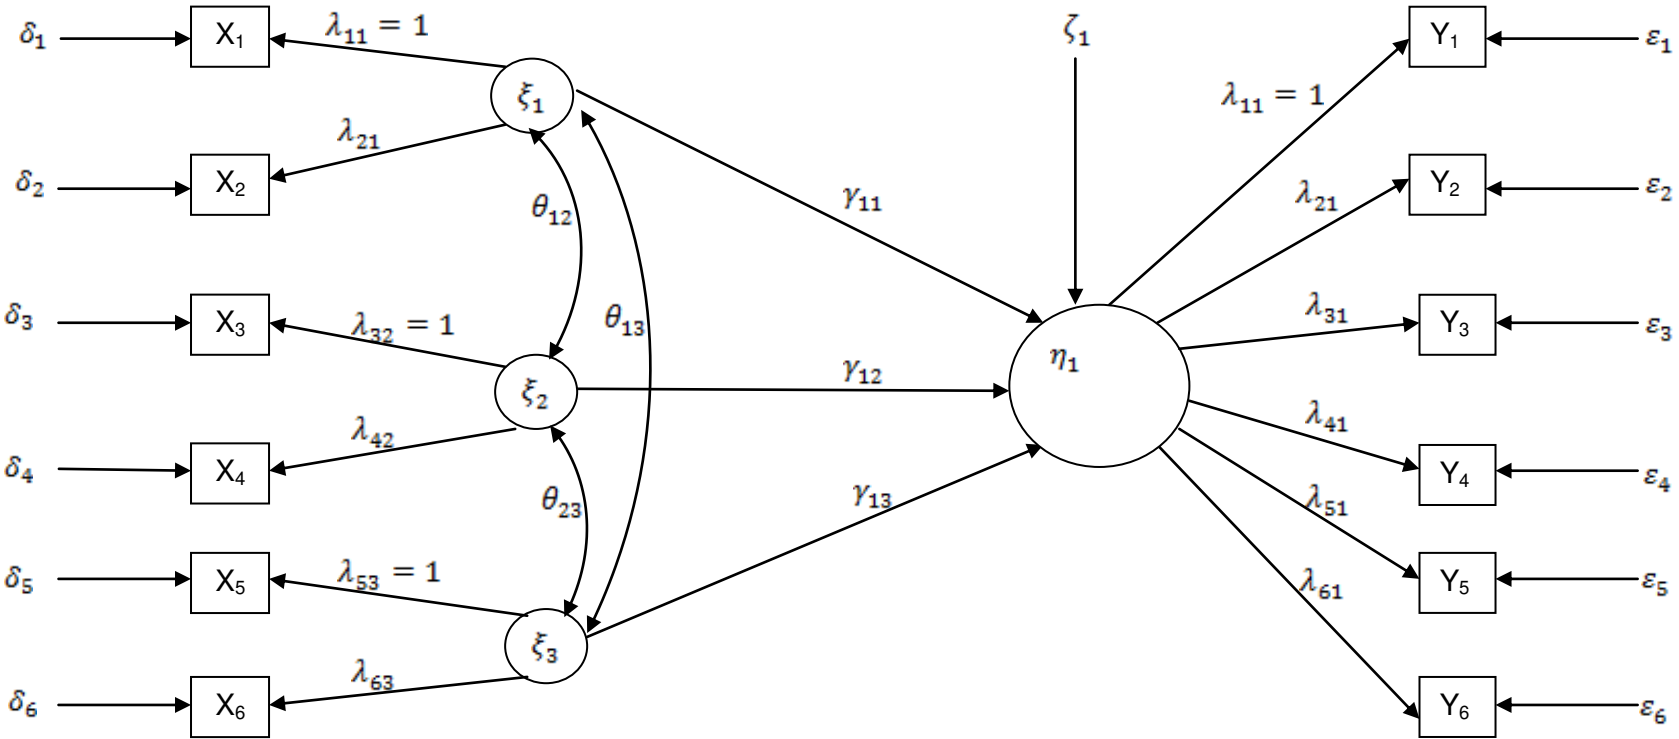 δ₁ X₁ λ₁₁ = 1 ζ₁ Y₁ ε₁
ξ₁ λ₁₁ = 1
λ₂₁
δ₂ X₂ γ₁₁ λ₂₁ Y₂ ε₂
θ₁₂
δ₃ X₃ λ₃₂ = 1 θ₁₃ λ₃₁ Y₃ ε₃
ξ₂ γ₁₂ η₁
λ₄₂ λ₄₁
δ₄ X₄ θ₂₃ γ₁₃ λ₅₁ Y₄ ε₄
δ₅ X₅ λ₅₃ = 1 λ₆₁ Y₅ ε₅
ξ₃
λ₆₃
δ₆ X₆ Y₆ ε₆